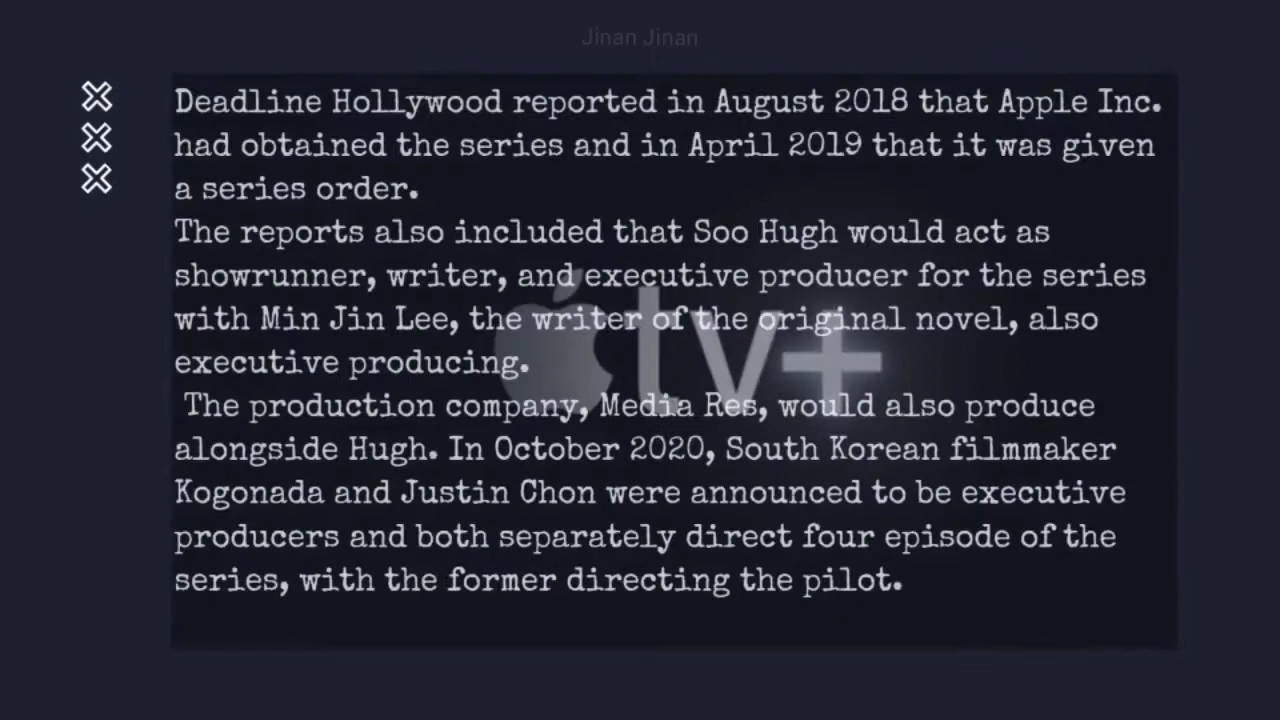 Jinan Jinan
Deadline Hollywood reported in August 2018 that Apple Inc.
had obtained the series and in April 2019 that it was given
a series order.
The reports also included that Soo Hugh would act as
showrunner, writer, and executive producer for the series
with Min Jin Lee, the writer of the original novel, also
executive producing.
The production company, Media Res, would also produce
alongside Hugh. In October 2020, South Korean filmmaker
Kogonada and Justin Chon were announced to be executive
producers and both separately direct four episode of the
series, with the former directing the pilot.
tv+